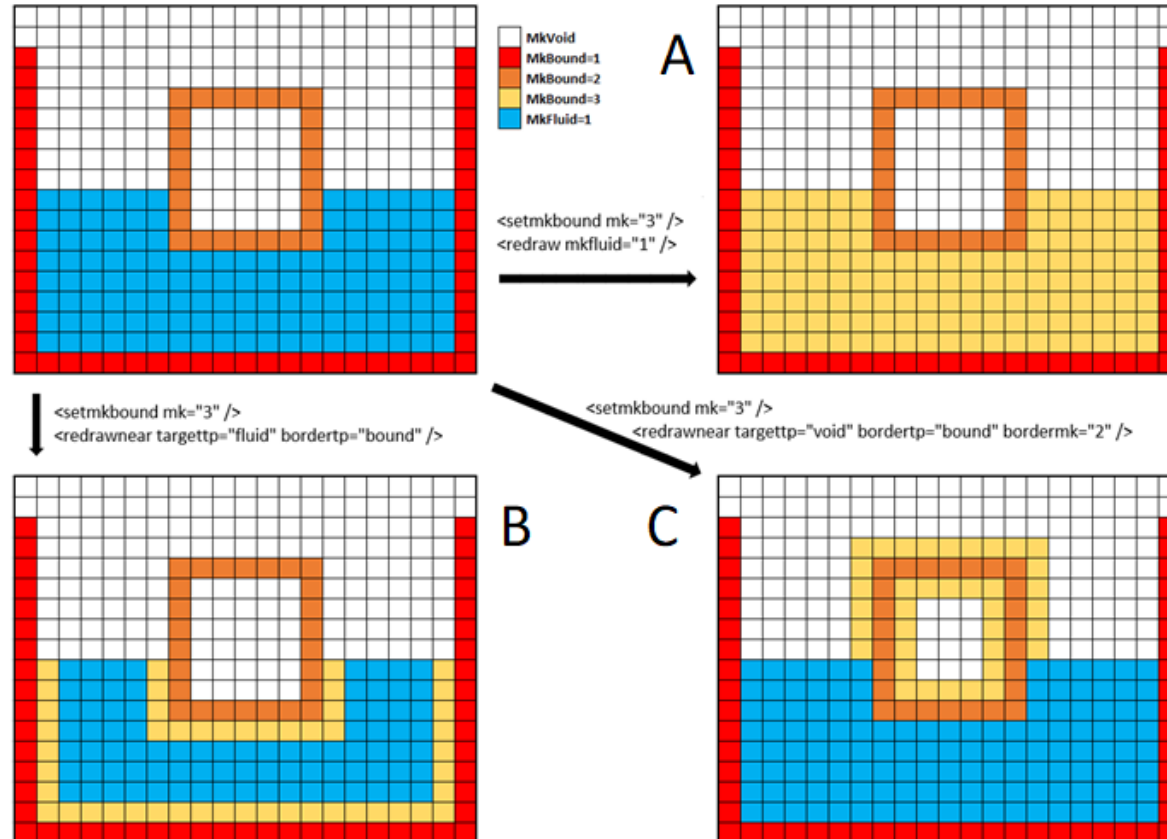 MkVoid
MkBound=1
MkBound=2
MkBound=3
MkFluid=1
A
<setmkbound mk="3" />
<redraw mkfluid="1" />
<setmkbound mk="3" />
<redrawnear targettp="fluid" bordertp="bound" />
<setmkbound mk="3" />
<redrawnear targettp="void" bordertp="bound" bordermk="2" />
B
C